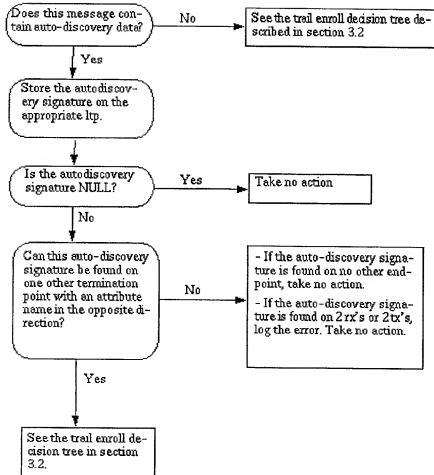 Does this message con-
tain auto-discovery data?
No
See the trail enroll decision tree de-
scribed in section 3.2
Yes
Store the autodiscov-
ery signature on the
appropriate ltp.
Is the autodiscovery
signature NULL?
Yes
Take no action
No
Can this auto-discovery
signature be found on
one other termination
point with an attribute
name in the opposite di-
rection?
No
- If the auto-discovery signa-
ture is found on no other end-
point, take no action.
- If the auto-discovery signa-
ture is found on 2 rx's or 2 tx's,
log the error. Take no action.
Yes
See the trail enroll de-
cision tree in section
3.2.